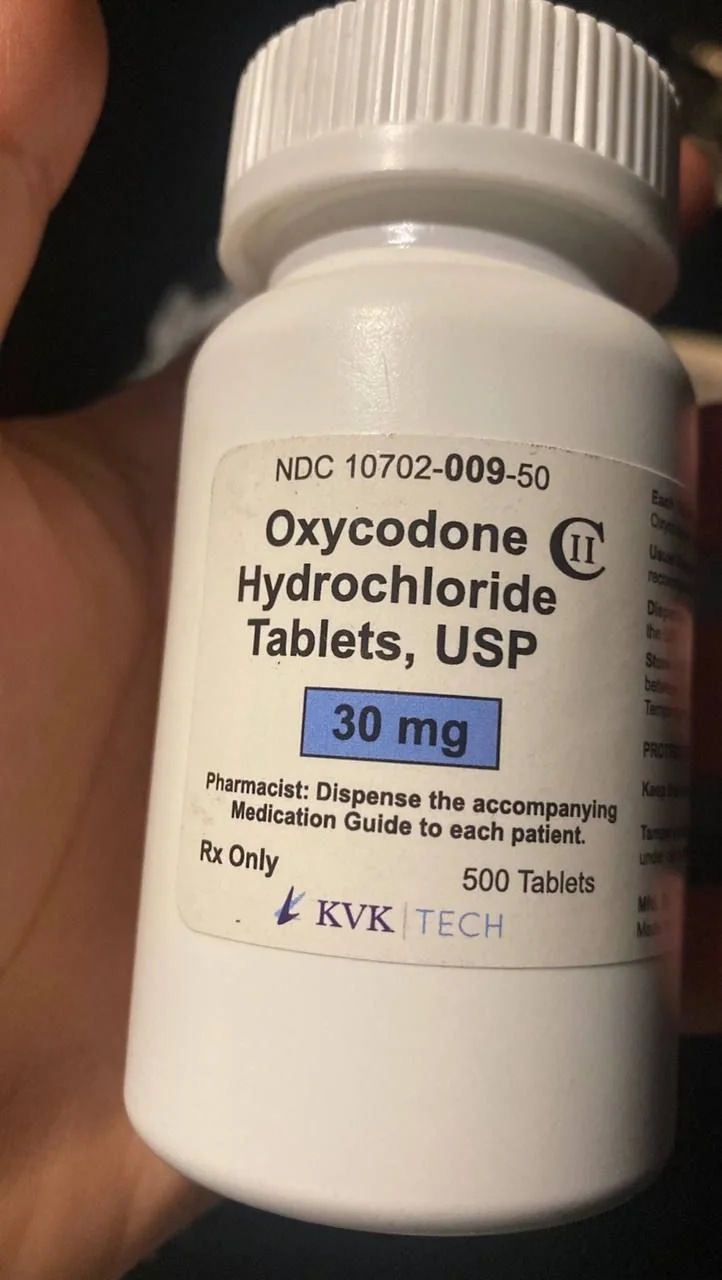 NDC 10702-009-50
Oxycodone CII
Hydrochloride
Tablets, USP
30 mg
Pharmacist: Dispense the accompanying
Medication Guide to each patient.
Rx Only
500 Tablets
KVK TECH